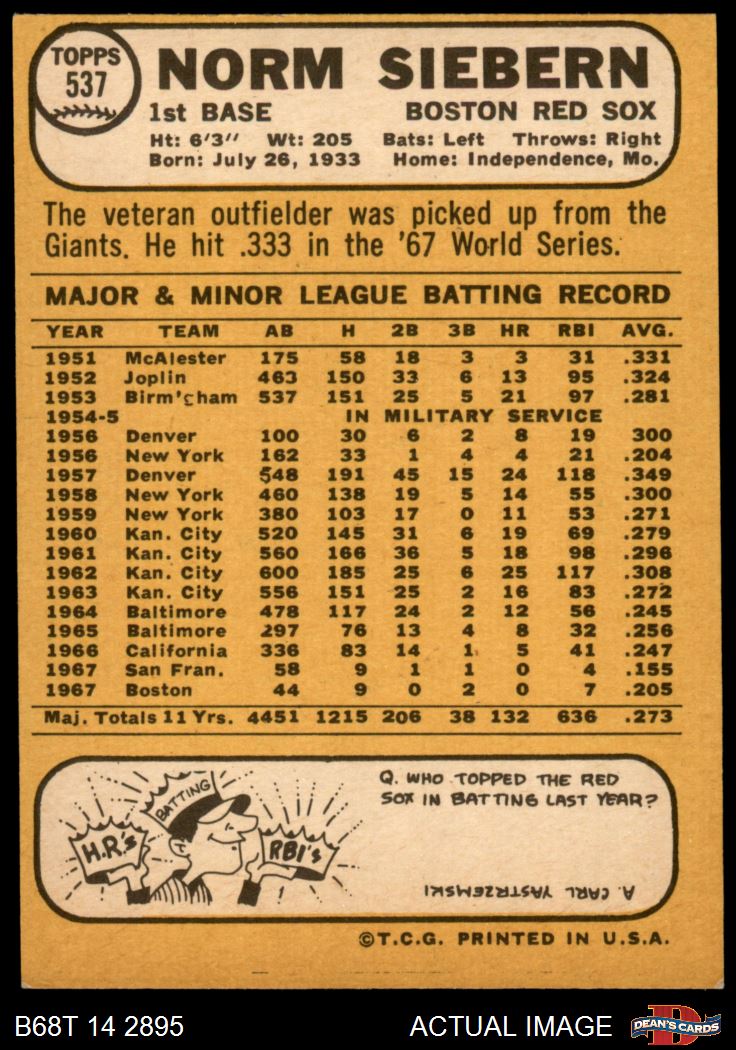 TOPPS
537
NORM SIEBERN
1st BASE BOSTON RED SOX
Ht: 6'3" Wt: 205 Bats: Left Throws: Right
Born: July 26, 1933 Home: Independence, Mo.
The veteran outfielder was picked up from the
Giants. He hit .333 in the '67 World Series.
MAJOR & MINOR LEAGUE BATTING RECORD
YEAR TEAM AB H 2B 3B HR RBI AVG.
1951 McAlester 175 58 18 3 3 31 .331
1952 Joplin 463 150 33 6 13 95 .324
1953 Birm'gham 537 151 25 5 21 97 .281
1954-5 IN MILITARY SERVICE
1956 Denver 100 30 6 2 8 19 300
1956 New York 162 33 1 4 4 21 .204
1957 Denver 548 191 45 15 24 118 .349
1958 New York 460 138 19 5 14 55 .300
1959 New York 380 103 17 0 11 53 .271
1960 Kan. City 520 145 31 6 19 69 .279
1961 Kan. City 560 166 36 5 18 98 .296
1962 Kan. City 600 185 25 6 25 117 .308
1963 Kan. City 556 151 25 2 16 83 .272
1964 Baltimore 478 117 24 2 12 56 .245
1965 Baltimore 297 76 13 4 8 32 .256
1966 California 336 83 14 1 5 41 .247
1967 San Fran. 58 9 1 1 0 4 .155
1967 Boston 44 9 0 2 0 7 .205
Maj. Totals 11 Yrs. 4451 1215 206 38 132 636 .273
BATTING
H.R.'s
RBI's
Q. WHO TOPPED THE RED
SOX IN BATTING LAST YEAR?
A. CARL YASTRZEMSKI
©T.C.G. PRINTED IN U.S.A.
B68T 14 2895 ACTUAL IMAGE
D
DEAN'S CARDS